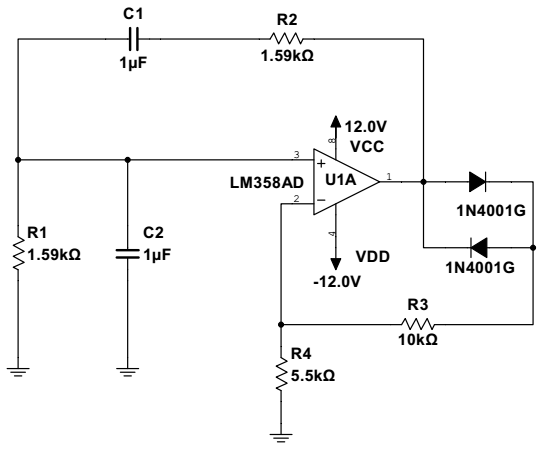 C1
1µF
R2
1.59kΩ
12.0V
VCC
8
3
LM358AD
U1A
1
2
4
VDD
-12.0V
1N4001G
1N4001G
R1
1.59kΩ
C2
1µF
R3
10kΩ
R4
5.5kΩ